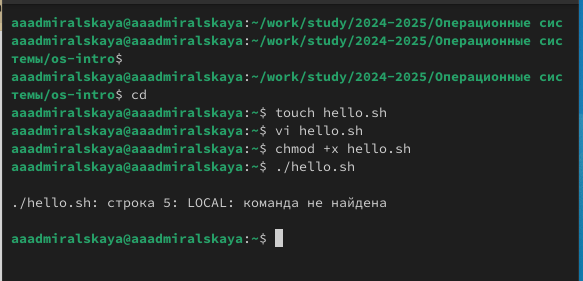 aaadmiralskaya@aaadmiralskaya:~/work/study/2024-2025/Операционные сис
aaadmiralskaya@aaadmiralskaya:~/work/study/2024-2025/Операционные сис
темы/os-intro$
aaadmiralskaya@aaadmiralskaya:~/work/study/2024-2025/Операционные сис
темы/os-intro$ cd
aaadmiralskaya@aaadmiralskaya:~$ touch hello.sh
aaadmiralskaya@aaadmiralskaya:~$ vi hello.sh
aaadmiralskaya@aaadmiralskaya:~$ chmod +x hello.sh
aaadmiralskaya@aaadmiralskaya:~$ ./hello.sh
./hello.sh: строка 5: LOCAL: команда не найдена
aaadmiralskaya@aaadmiralskaya:~$